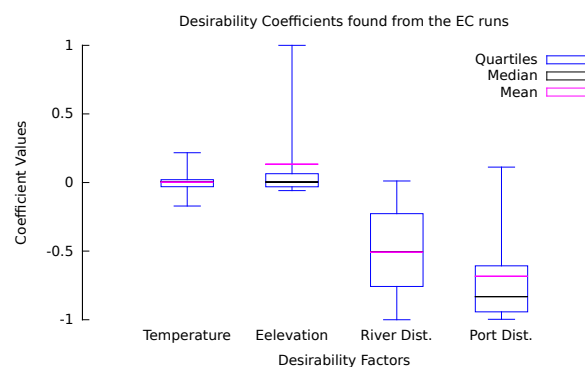 Desirability Coefficients found from the EC runs
Quartiles
Median
Mean
Coefficient Values
1
0.5
0
-0.5
-1
Temperature Eelevation River Dist. Port Dist.
Desirability Factors